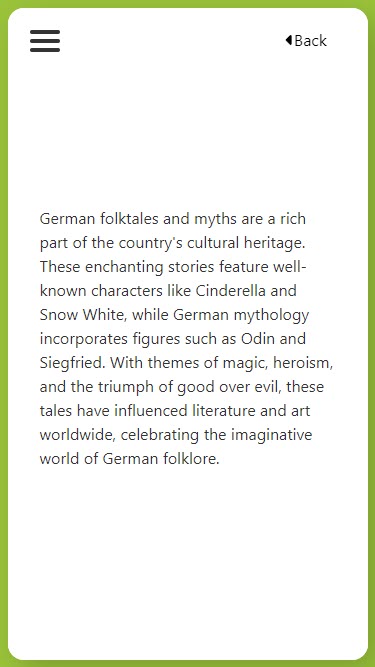 Back
German folktales and myths are a rich
part of the country's cultural heritage.
These enchanting stories feature well-
known characters like Cinderella and
Snow White, while German mythology
incorporates figures such as Odin and
Siegfried. With themes of magic, heroism,
and the triumph of good over evil, these
tales have influenced literature and art
worldwide, celebrating the imaginative
world of German folklore.